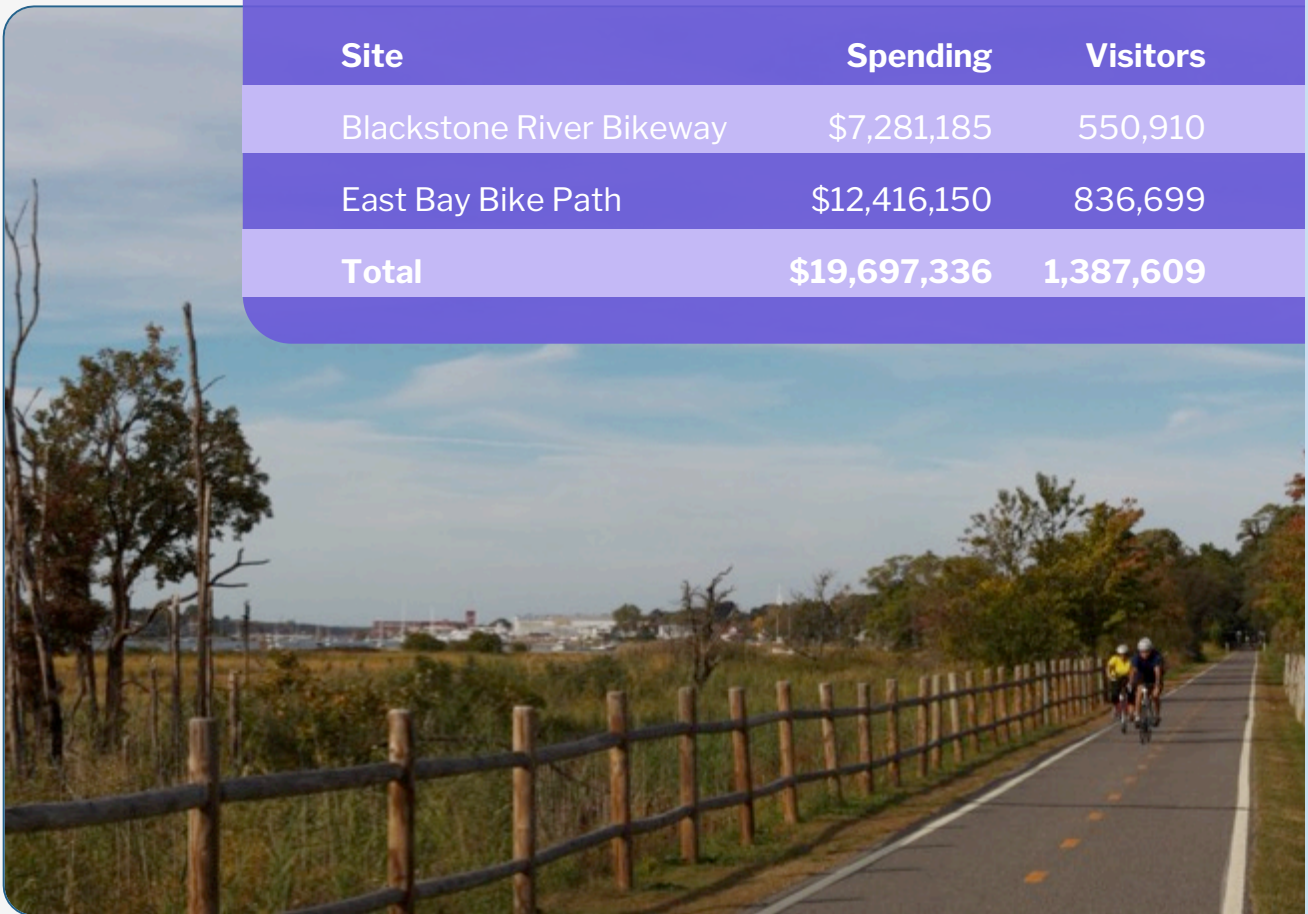 Site Spending Visitors
Blackstone River Bikeway $7,281,185 550,910
East Bay Bike Path $12,416,150 836,699
Total $19,697,336 1,387,609